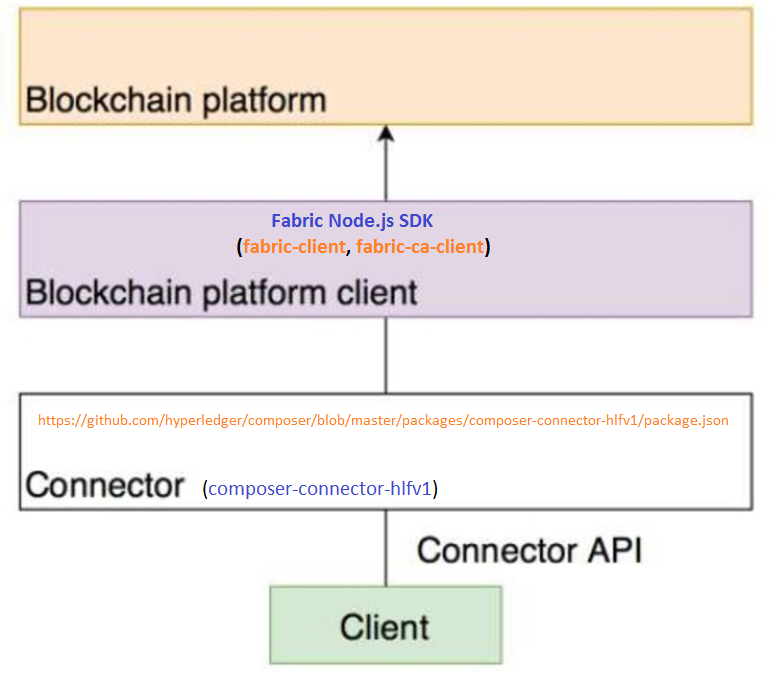 Blockchain platform
Fabric Node.js SDK
(fabric-client, fabric-ca-client)
Blockchain platform client
https://github.com/hyperledger/composer/blob/master/packages/composer-connector-hlfv1/package.json
Connector (composer-connector-hlfv1)
Connector API
Client